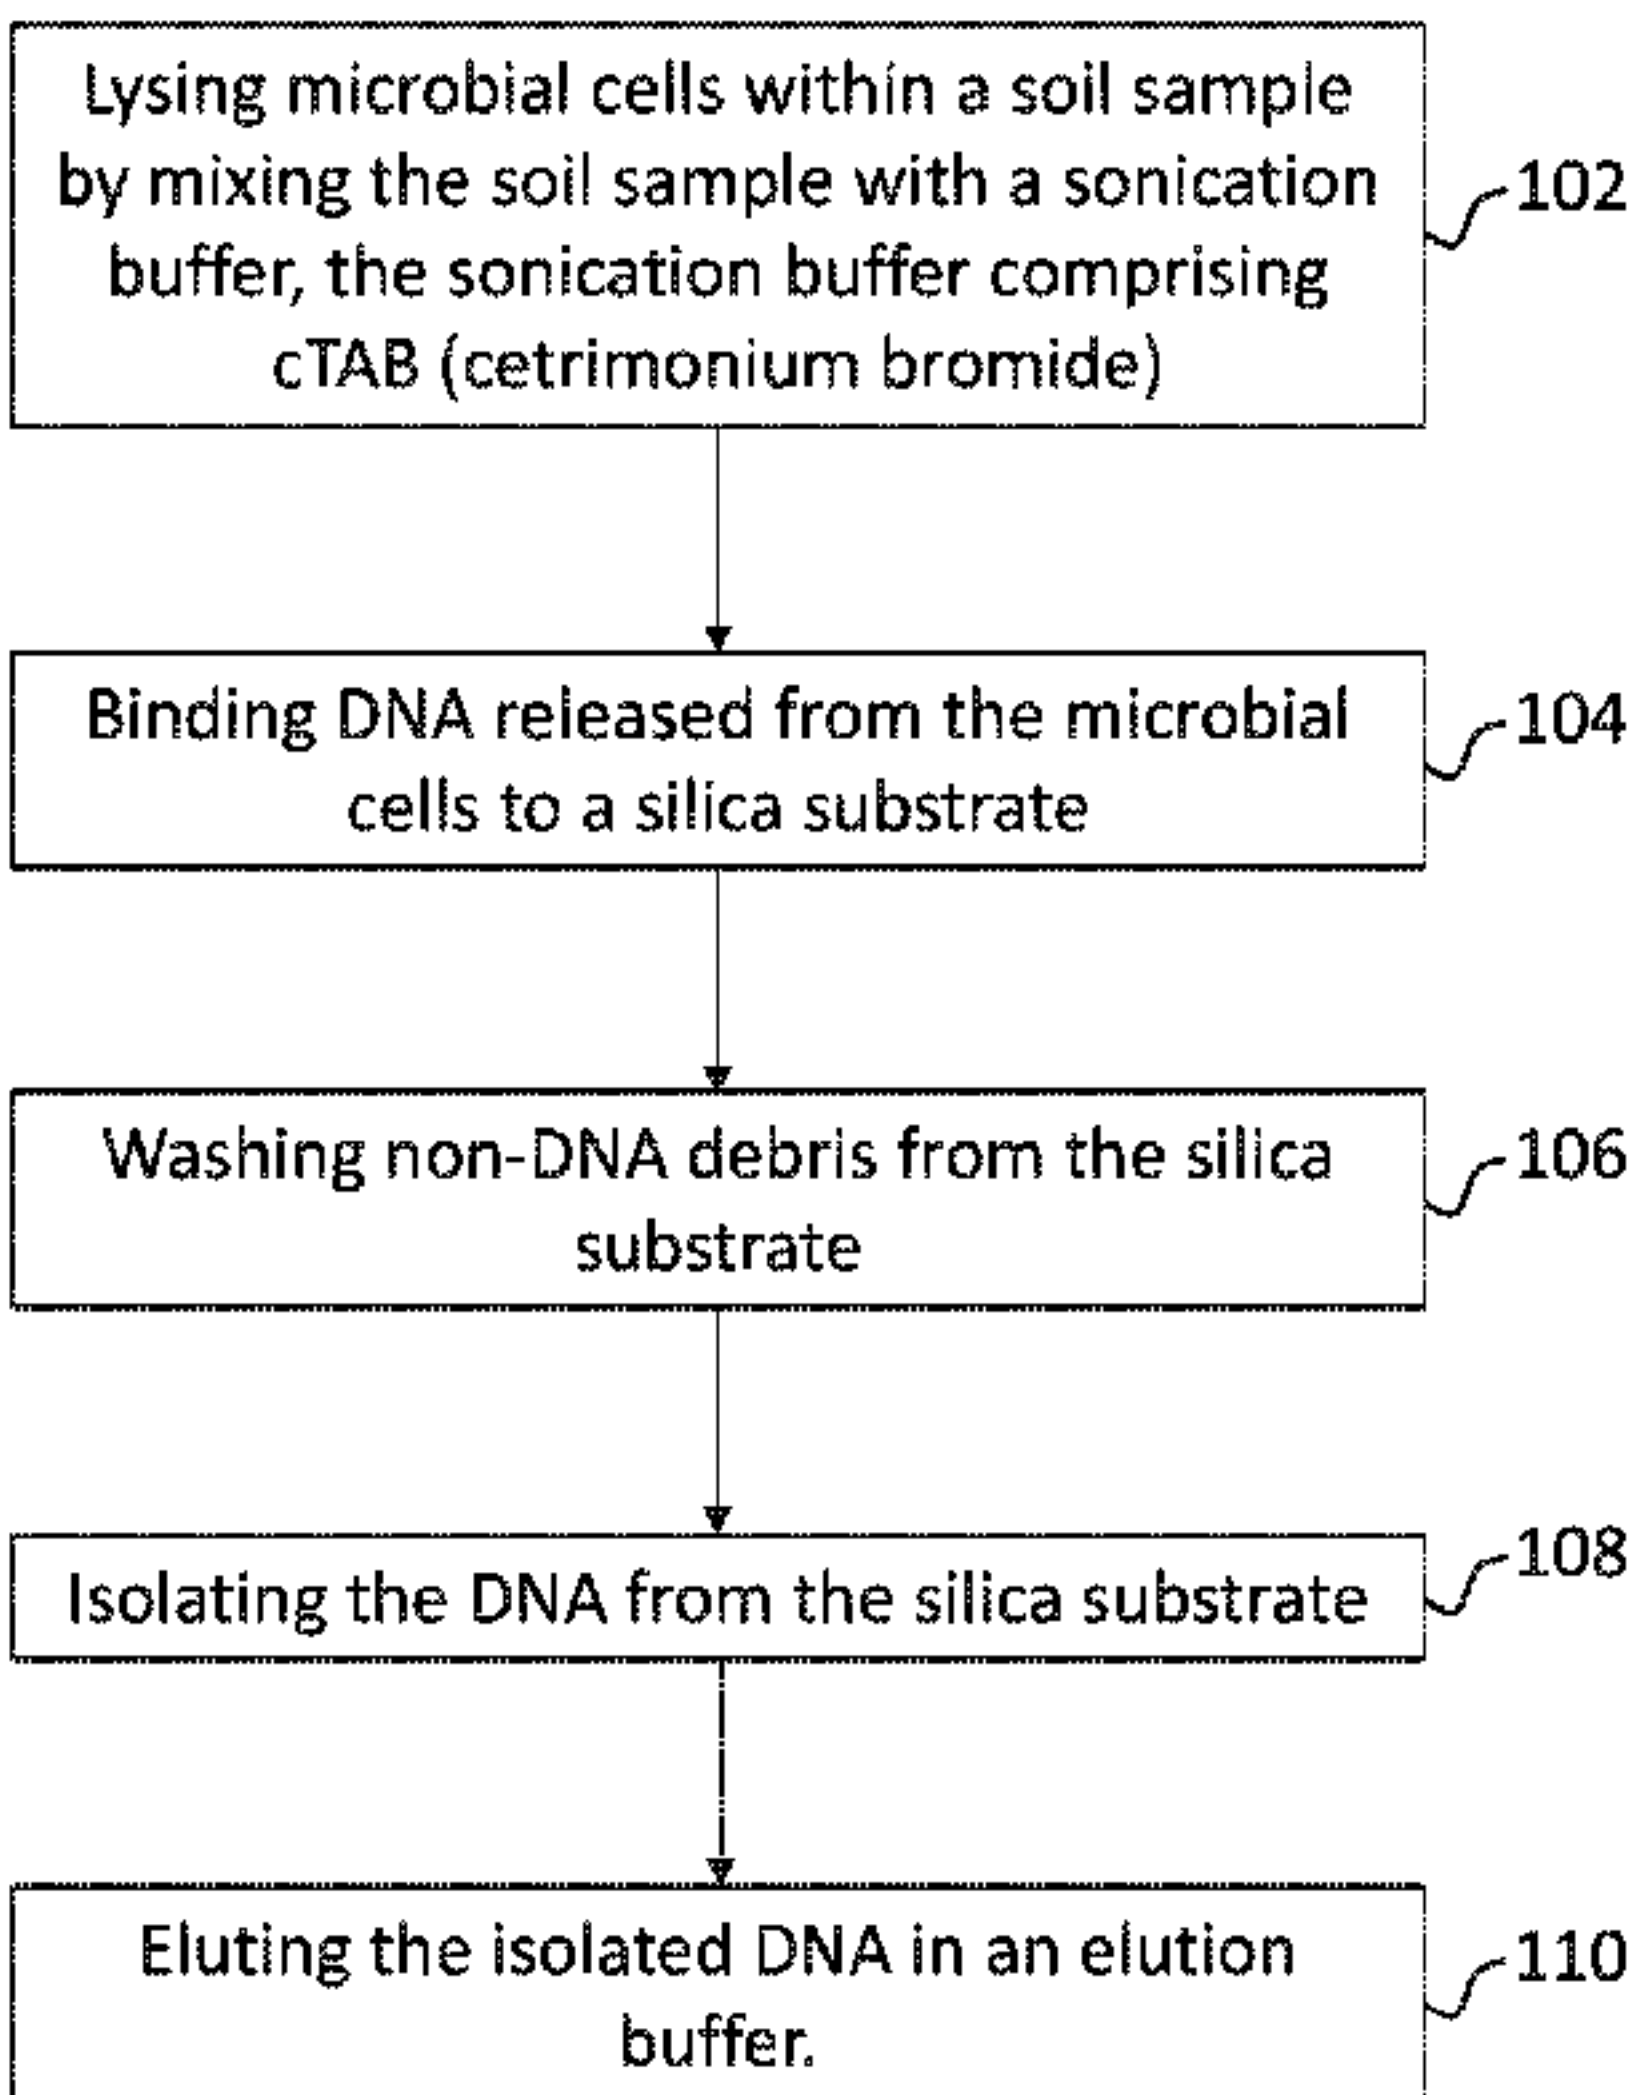 Lysing microbial cells within a soil sample
by mixing the soil sample with a sonication
buffer, the sonication buffer comprising
cTAB (cetrimonium bromide)
102
Binding DNA released from the microbial
cells to a silica substrate
104
Washing non-DNA debris from the silica
substrate
106
Isolating the DNA from the silica substrate
108
Eluting the isolated DNA in an elution
buffer.
110